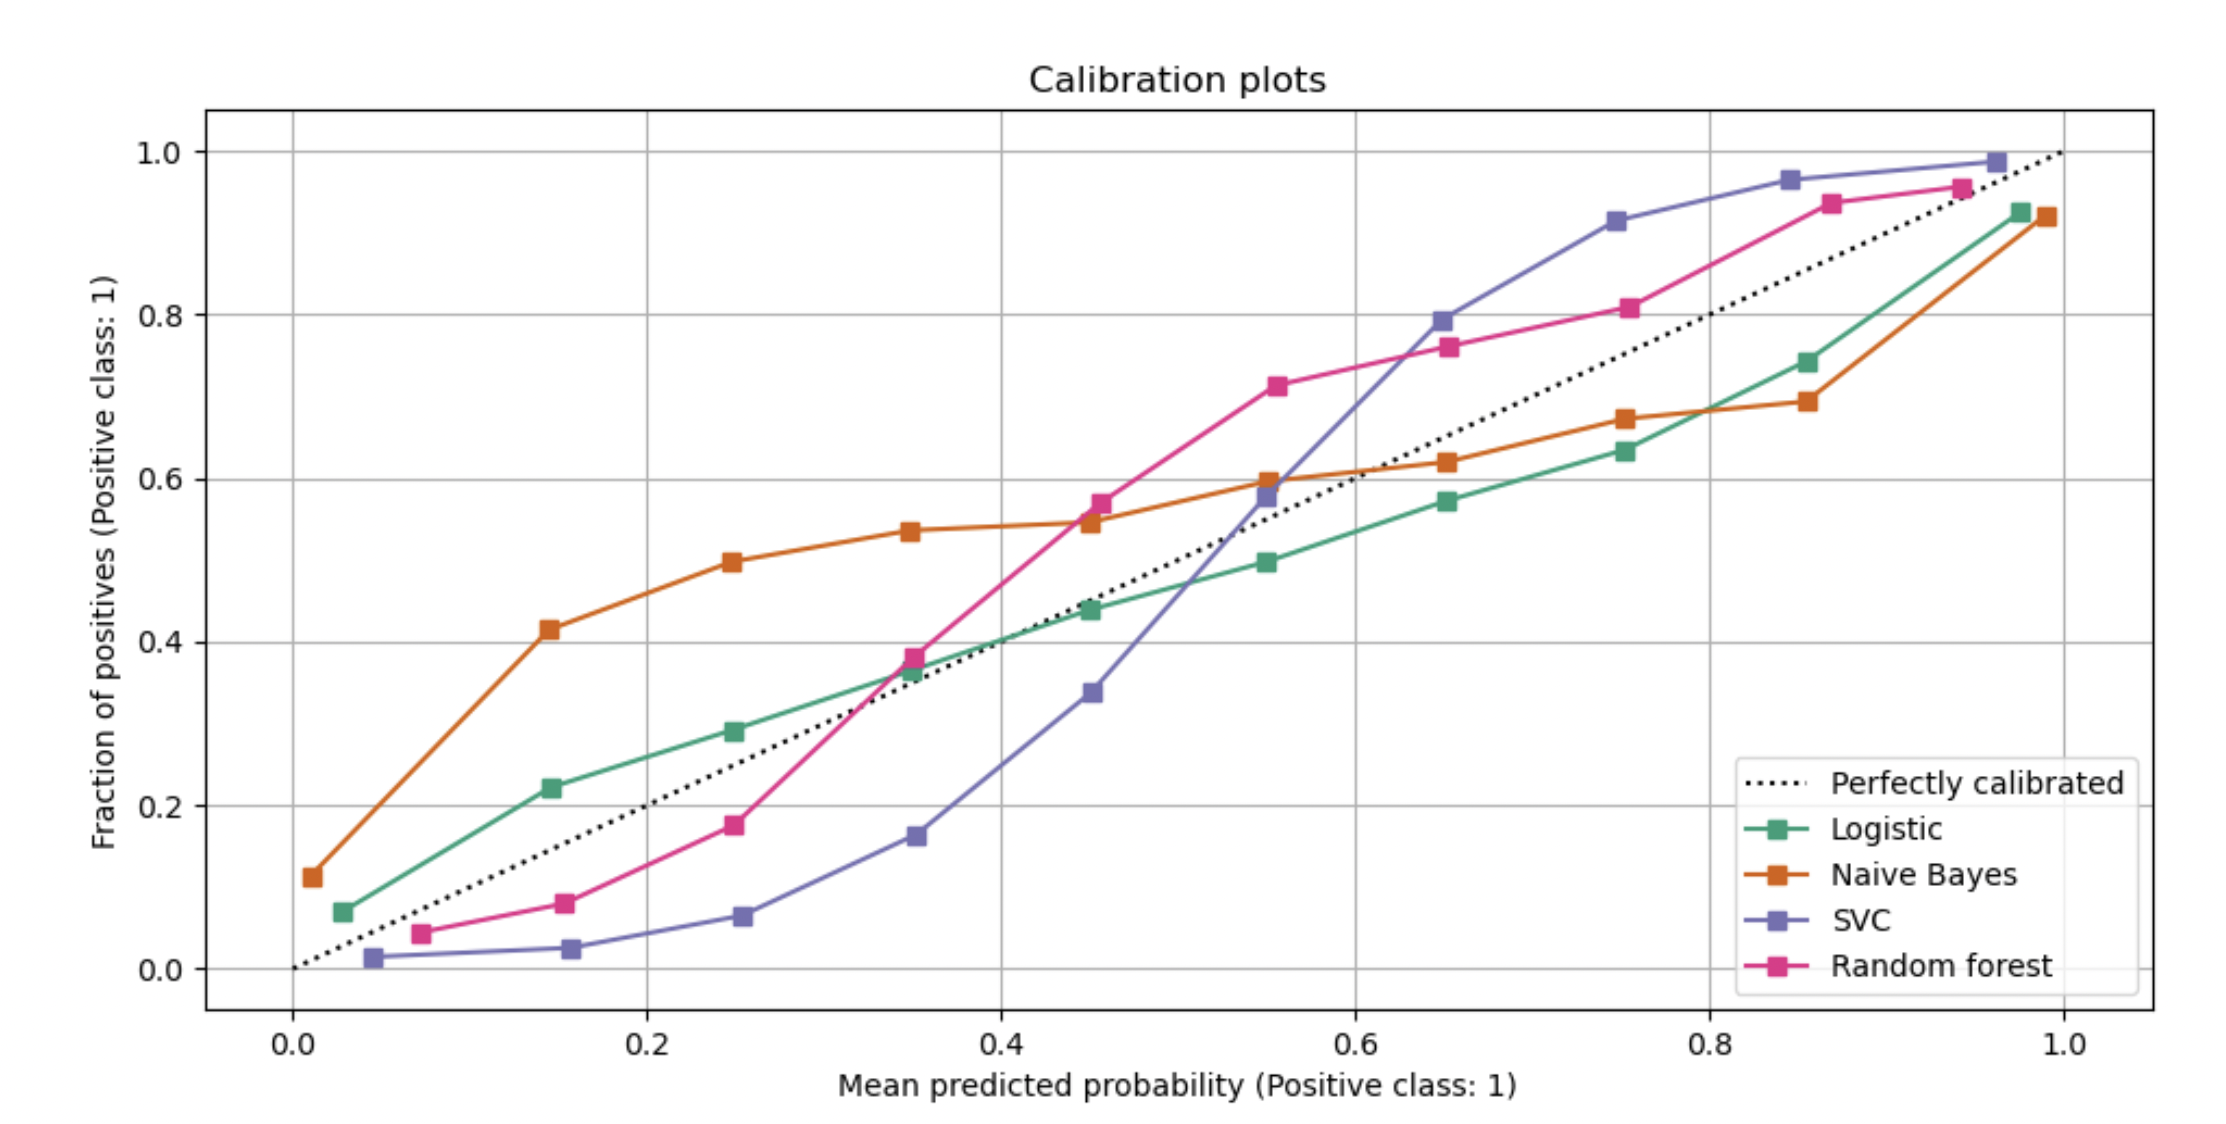 Calibration plots
Fraction of positives (Positive class: 1)
1.0
0.8
0.6
0.4
0.2
0.0
0.0 0.2 0.4 0.6 0.8 1.0
Mean predicted probability (Positive class: 1)
Perfectly calibrated
Logistic
Naive Bayes
SVC
Random forest